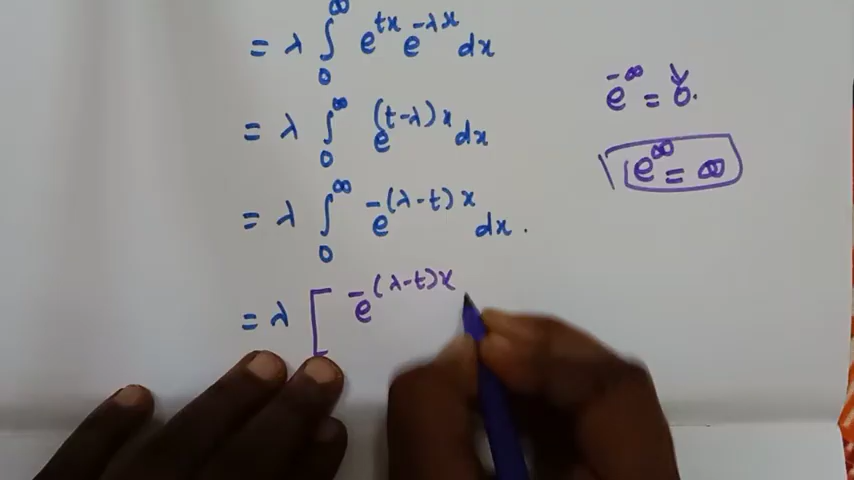 = λ ∫₀^∞ e^{tx} e^{-λx} dx
= λ ∫₀^∞ e^{(t-λ)x} dx
= λ ∫₀^∞ e^{-(λ-t)x} dx.
= λ [ e^{-(λ-t)x}
e^{-∞} = 0.
e^{∞} = ∞